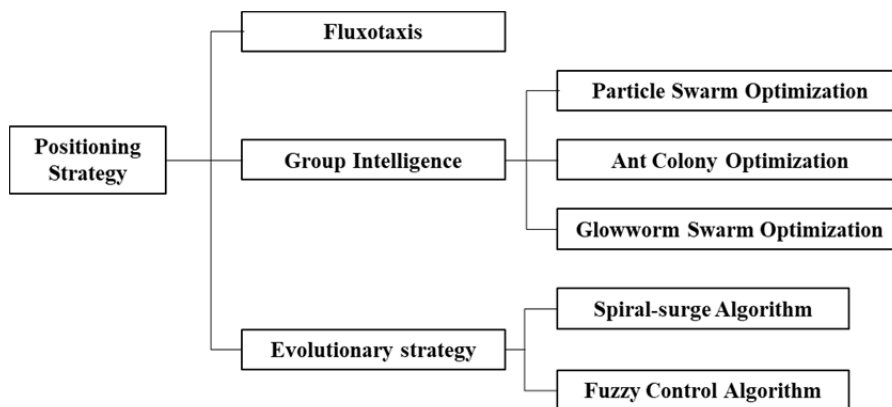 Fluxotaxis
Particle Swarm Optimization
Positioning
Strategy
Group Intelligence
Ant Colony Optimization
Glowworm Swarm Optimization
Spiral-surge Algorithm
Evolutionary strategy
Fuzzy Control Algorithm